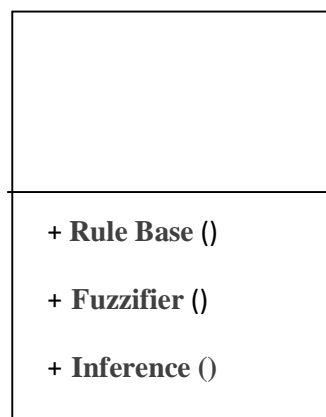 + Rule Base ()
+ Fuzzifier ()
+ Inference ()